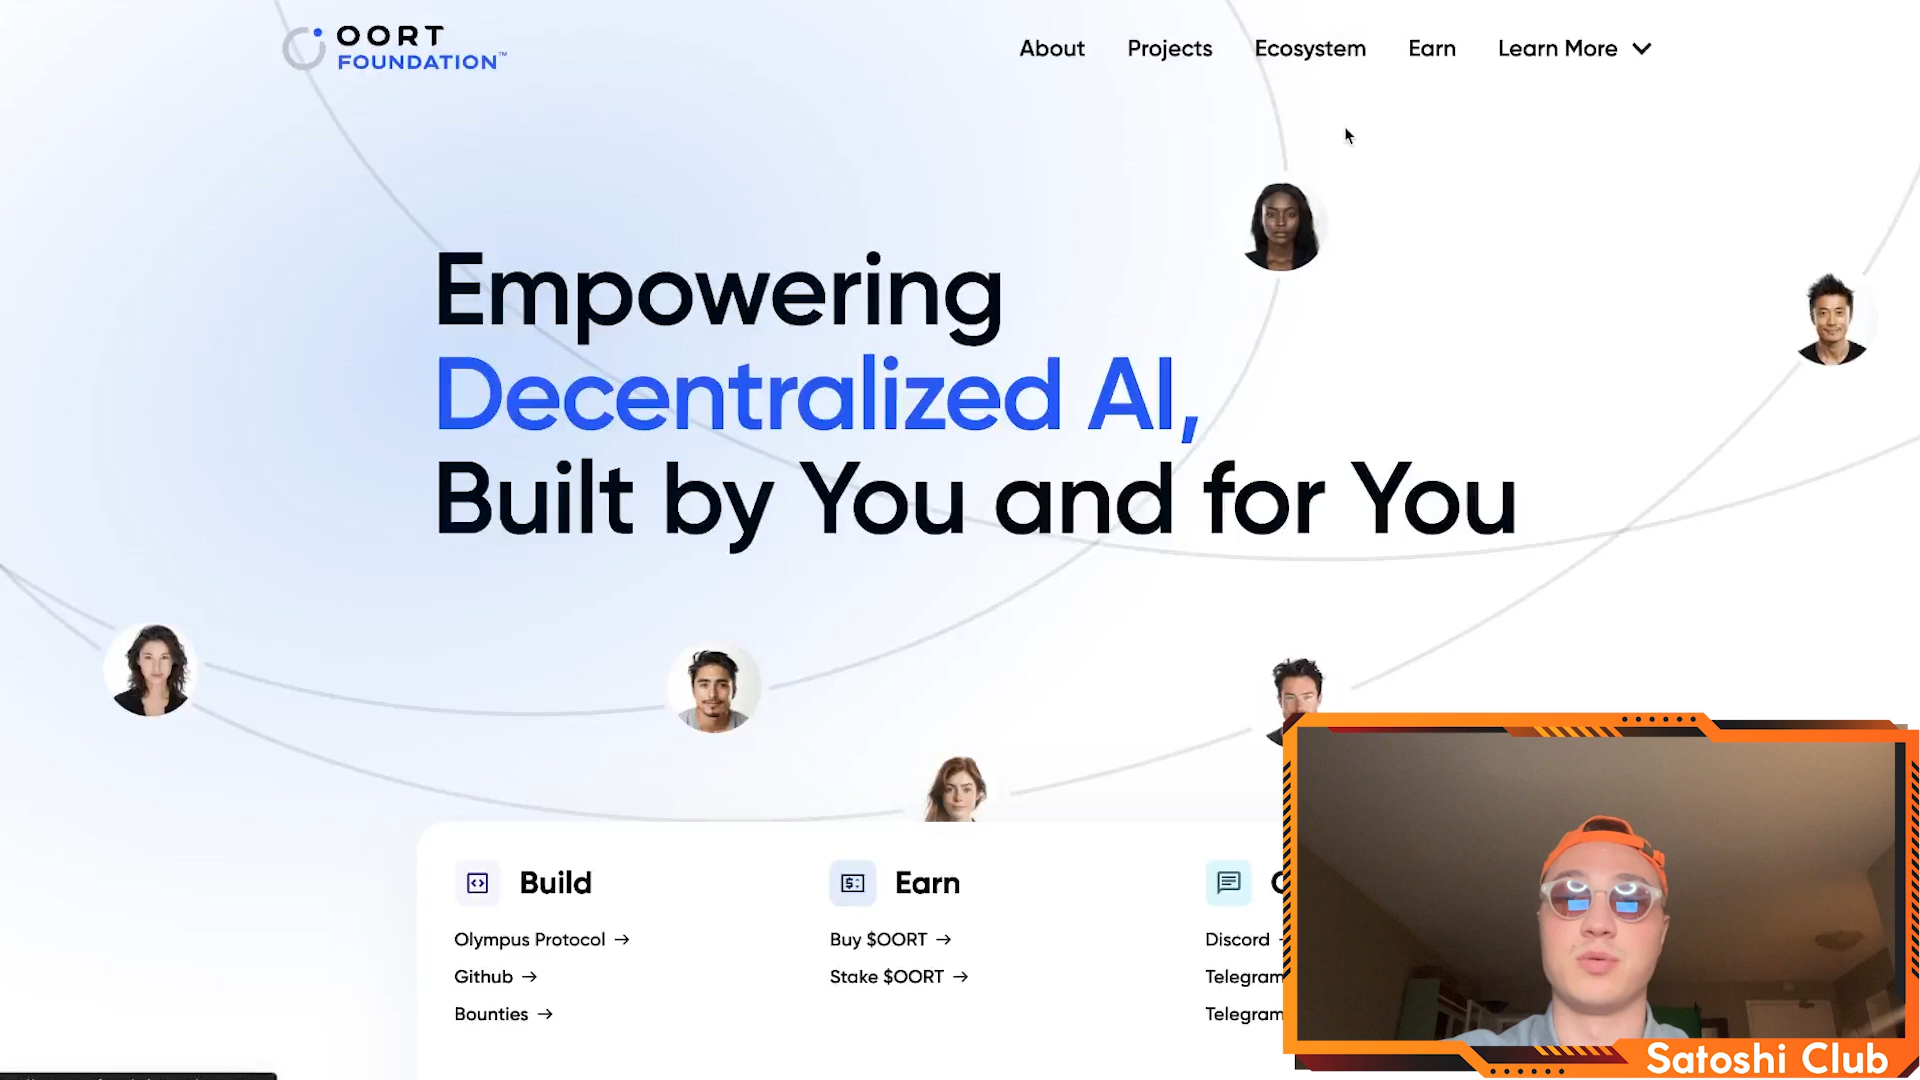 OORT
FOUNDATION™
About
Projects
Ecosystem
Earn
Learn More
Empowering
Decentralized AI,
Built by You and for You
Build
Olympus Protocol →
Github →
Bounties →
Earn
Buy $OORT →
Stake $OORT →
Discord
Telegram
Telegram
Satoshi Club